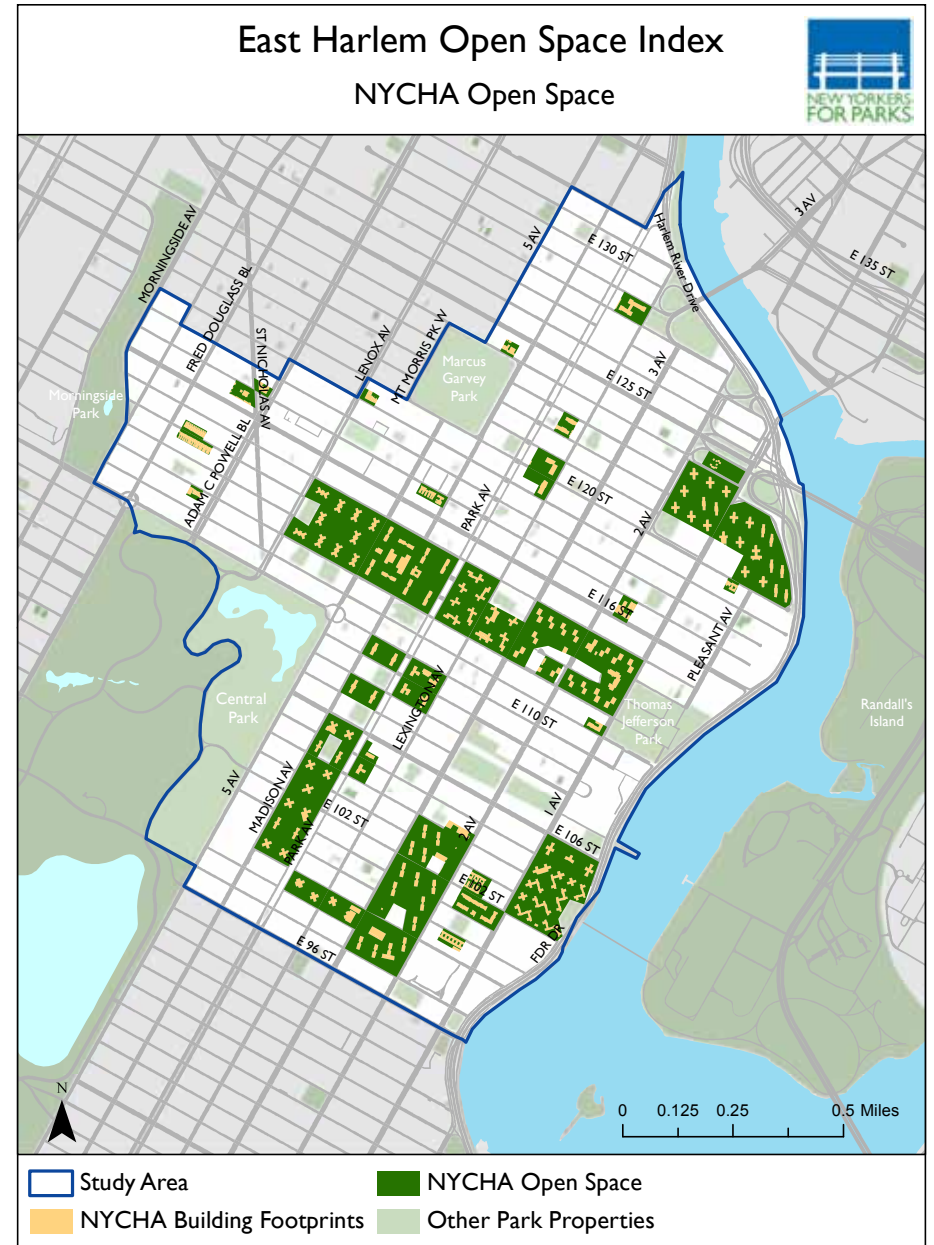 East Harlem Open Space Index
NYCHA Open Space
NEW YORKERS
FOR PARKS
MORNINGSIDE AV
FRED DOUGLASS BL
ST NICHOLAS AV
LENOX AV
MT MORRIS PK W
5 AV
E 130 ST
Harlem River Drive
3 AV
E 135 ST
Marcus
Garvey
Park
3 AV
E 125 ST
Morningside
Park
ADAM C POWELL BL
PARK AV
E 120 ST
2 AV
E 116 ST
PLEASANT AV
LEXINGTON AV
E 110 ST
Thomas
Jefferson
Park
Randall's
Island
Central
Park
5 AV
MADISON AV
E 102 ST
PARK AV
2 AV
1 AV
E 106 ST
E 101 ST
FDR DR
E 96 ST
N
0 0.125 0.25 0.5 Miles
Study Area
NYCHA Open Space
NYCHA Building Footprints
Other Park Properties